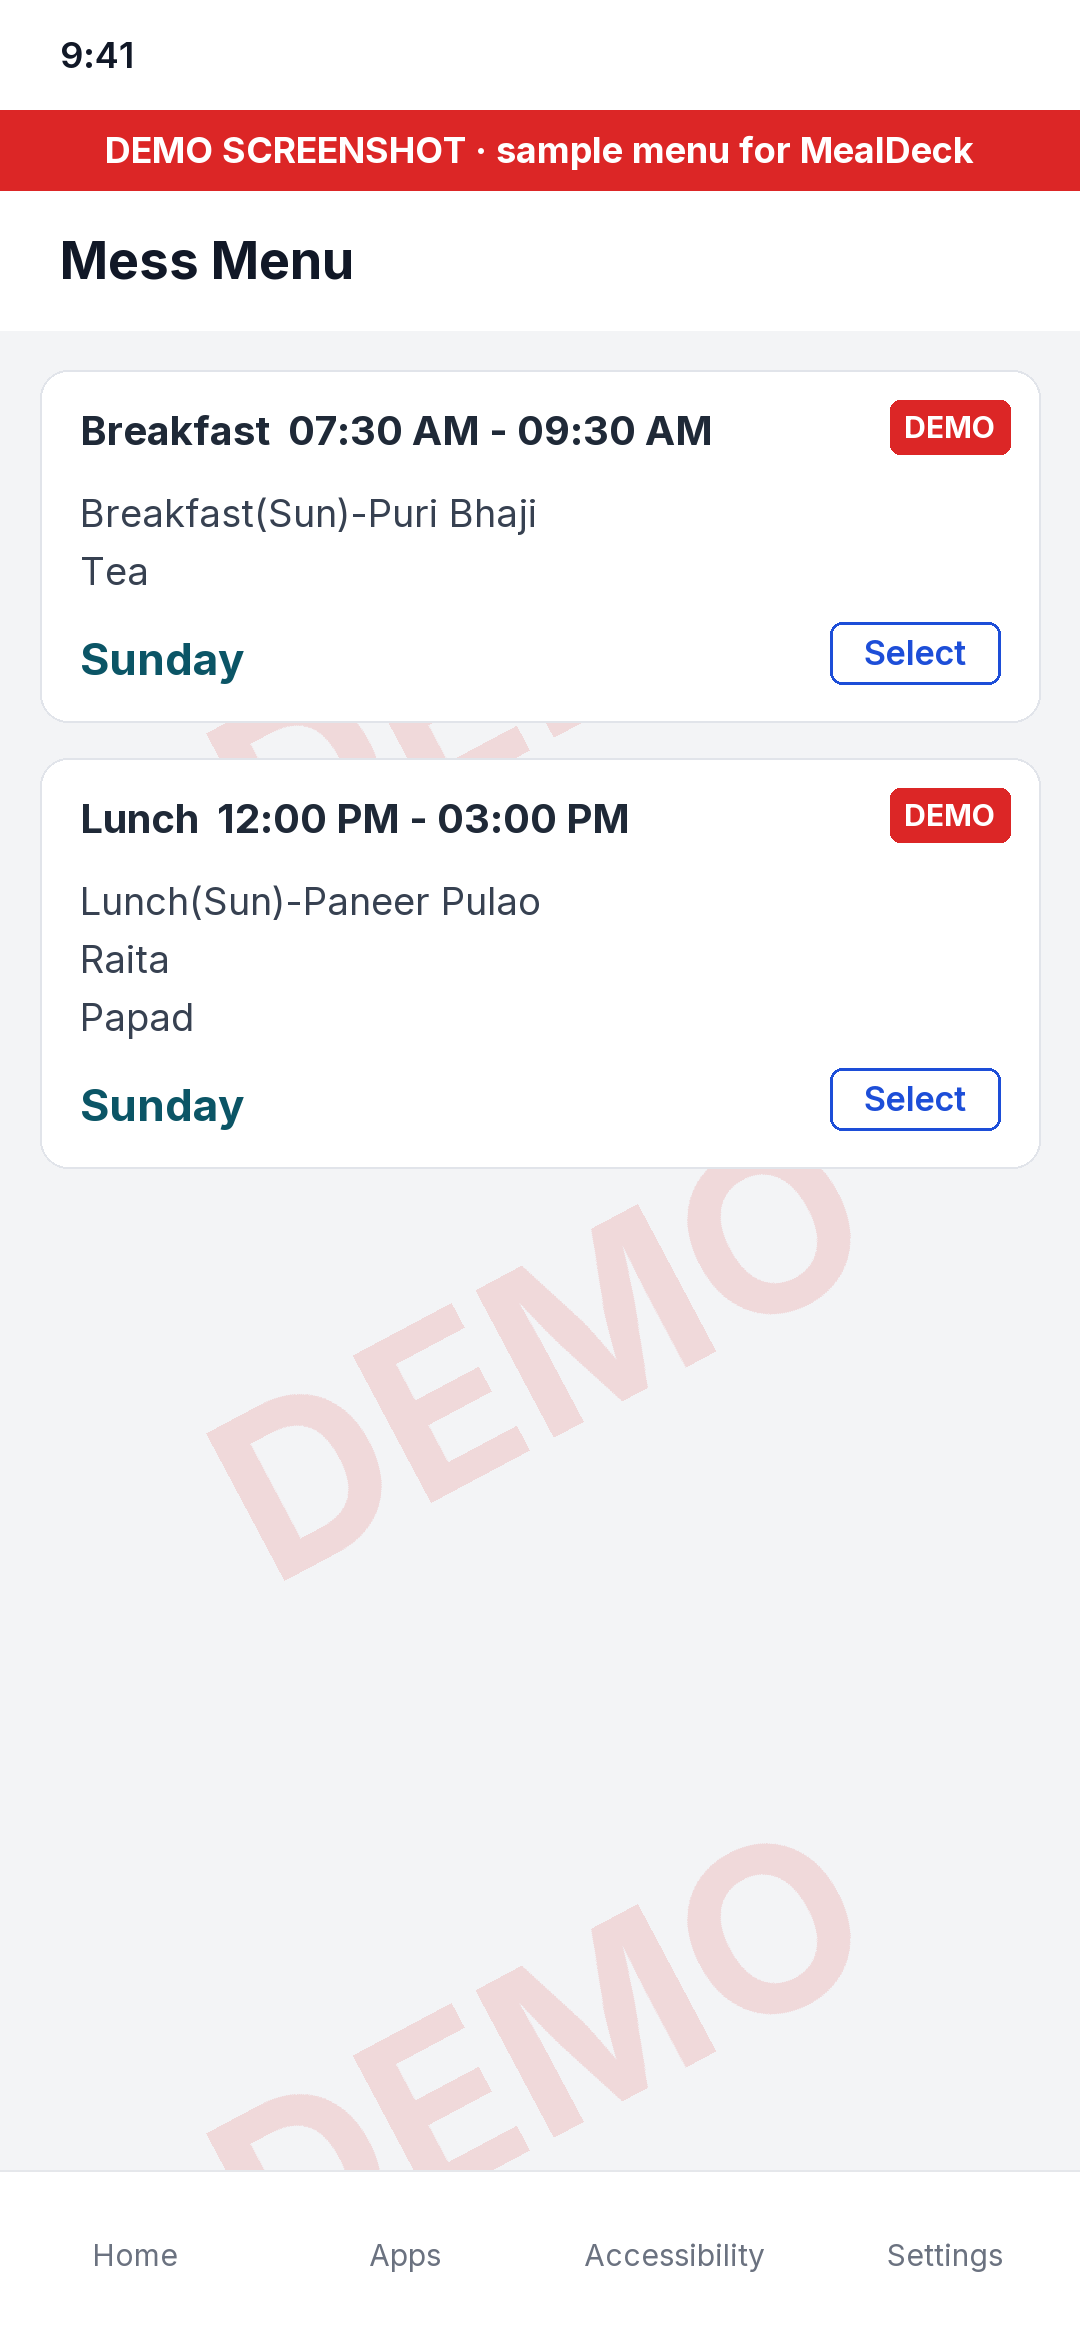 9:41
DEMO SCREENSHOT · sample menu for MealDeck
Mess Menu
Breakfast 07:30 AM - 09:30 AM
DEMO
Breakfast(Sun)-Puri Bhaji
Tea
Sunday
Select
DEMO
Lunch 12:00 PM - 03:00 PM
DEMO
Lunch(Sun)-Paneer Pulao
Raita
Papad
Sunday
Select
DEMO
DEMO
Home Apps Accessibility Settings